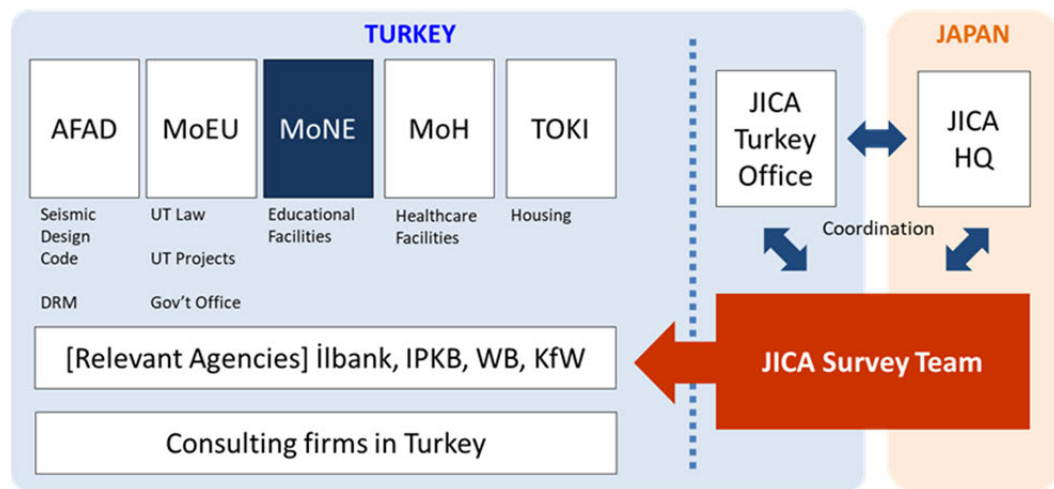 TURKEY
JAPAN
AFAD
MoEU
MoNE
MoH
TOKI
JICA
Turkey
Office
JICA
HQ
Seismic
Design
Code
DRM
UT Law
UT Projects
Gov't Office
Educational
Facilities
Healthcare
Facilities
Housing
Coordination
[Relevant Agencies] İlbank, IPKB, WB, KfW
JICA Survey Team
Consulting firms in Turkey